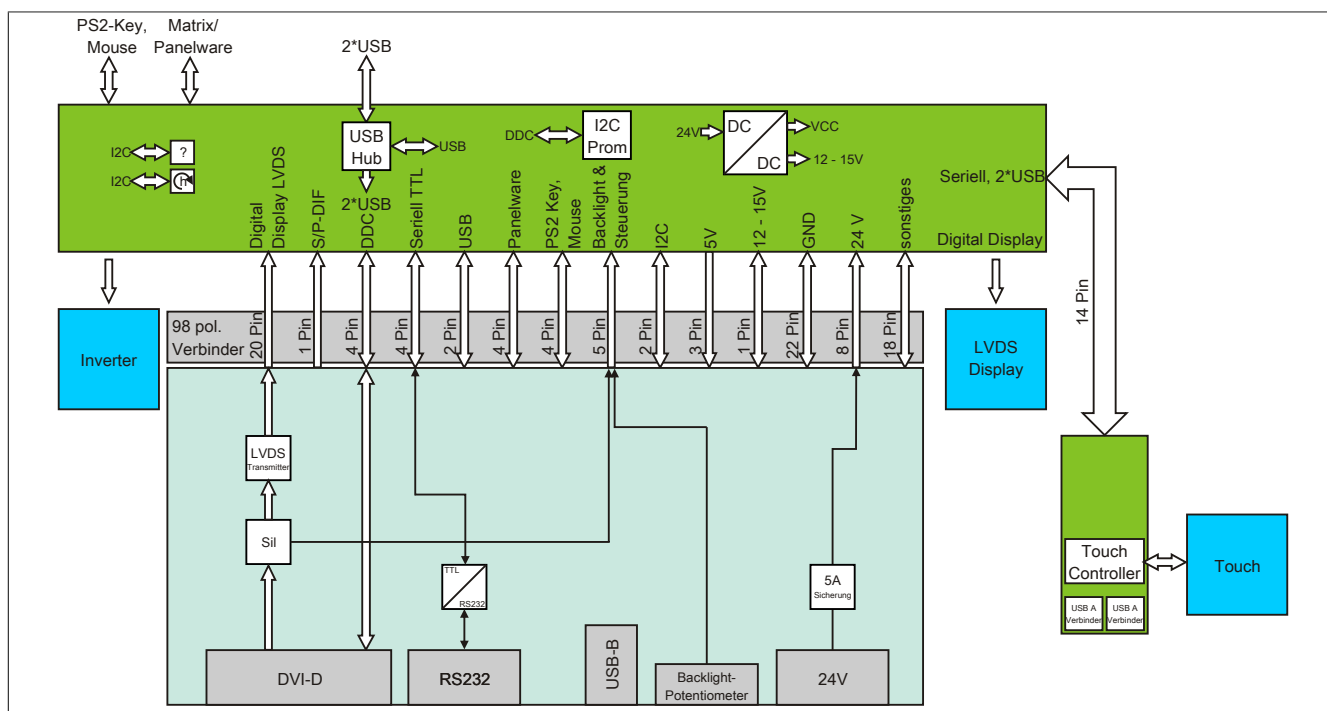 PS2-Key,
Mouse
Matrix/
Panelware
2*USB
I2C
?
I2C
h
USB
Hub
USB
2*USB
DDC
I2C
Prom
24V
DC
DC
VCC
12 - 15V
Seriell, 2*USB
Digital Display
Digital
Display LVDS
S/P-DIF
DDC
Seriell TTL
USB
Panelware
PS2 Key,
Mouse
Backlight &
Steuerung
I2C
5V
12 - 15V
GND
24 V
sonstiges
98 pol.
Verbinder
20 Pin
1 Pin
4 Pin
4 Pin
2 Pin
4 Pin
4 Pin
5 Pin
2 Pin
3 Pin
1 Pin
22 Pin
8 Pin
18 Pin
14 Pin
Inverter
LVDS
Display
LVDS
Transmitter
Sil
TTL
RS232
5A
Sicherung
DVI-D
RS232
USB-B
Backlight-
Potentiometer
24V
Touch
Controller
USB A
Verbinder
USB A
Verbinder
Touch